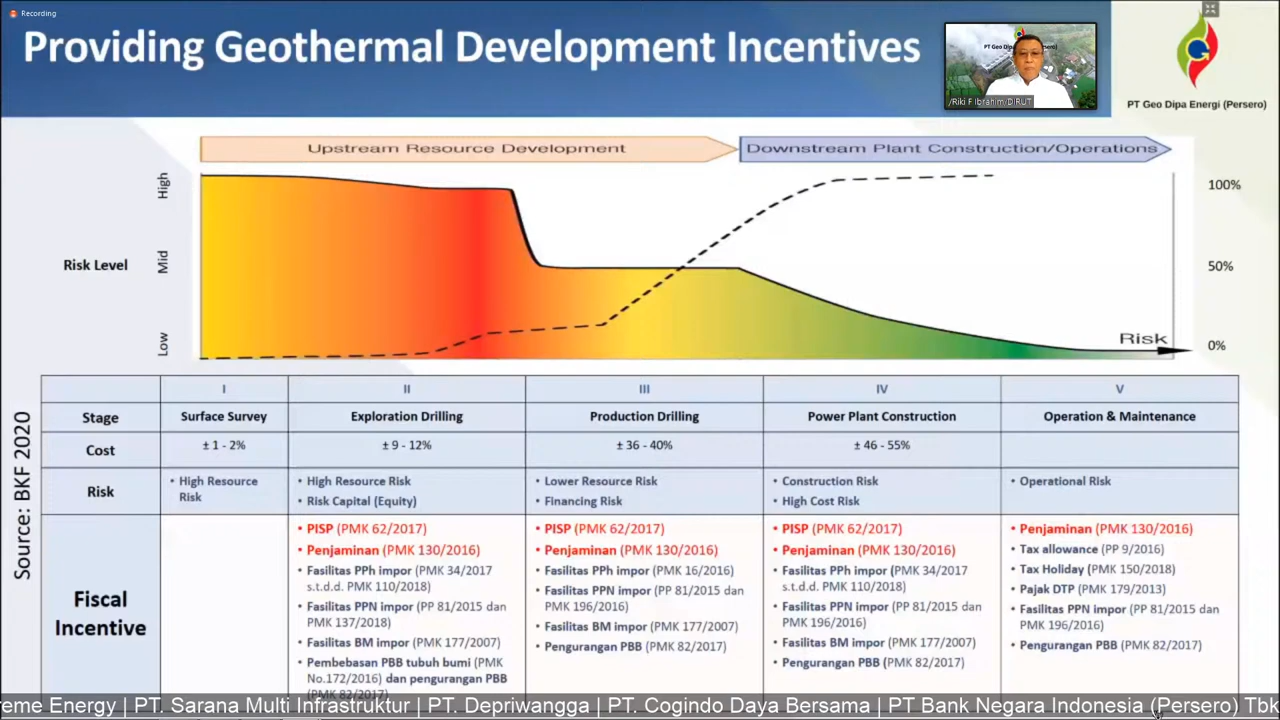 Recording
Providing Geothermal Development Incentives
PT Geo Dipa Energi (Persero)
/Riki F Ibrahim/DIRUT
PT Geo Dipa Energi (Persero)
Upstream Resource Development
Downstream Plant Construction/Operations
High
Mid
Low
Risk Level
100%
50%
0%
Risk
Source: BKF 2020
I
II
III
IV
V
Stage
Surface Survey
Exploration Drilling
Production Drilling
Power Plant Construction
Operation & Maintenance
Cost
± 1 - 2%
± 9 - 12%
± 36 - 40%
± 46 - 55%
Risk
• High Resource
Risk
• High Resource Risk
• Risk Capital (Equity)
• Lower Resource Risk
• Financing Risk
• Construction Risk
• High Cost Risk
• Operational Risk
Fiscal
Incentive
• PISP (PMK 62/2017)
• Penjaminan (PMK 130/2016)
• Fasilitas PPh impor (PMK 34/2017
s.t.d.d. PMK 110/2018)
• Fasilitas PPN impor (PP 81/2015 dan
PMK 137/2018)
• Fasilitas BM impor (PMK 177/2007)
• Pembebasan PBB tubuh bumi (PMK
No.172/2016) dan pengurangan PBB
(PMK 82/2017)
• PISP (PMK 62/2017)
• Penjaminan (PMK 130/2016)
• Fasilitas PPh impor (PMK 16/2016)
• Fasilitas PPN impor (PP 81/2015 dan
PMK 196/2016)
• Fasilitas BM impor (PMK 177/2007)
• Pengurangan PBB (PMK 82/2017)
• PISP (PMK 62/2017)
• Penjaminan (PMK 130/2016)
• Fasilitas PPh impor (PMK 34/2017
s.t.d.d. PMK 110/2018)
• Fasilitas PPN impor (PP 81/2015 dan
PMK 196/2016)
• Fasilitas BM impor (PMK 177/2007)
• Pengurangan PBB (PMK 82/2017)
• Penjaminan (PMK 130/2016)
• Tax allowance (PP 9/2016)
• Tax Holiday (PMK 150/2018)
• Pajak DTP (PMK 179/2013)
• Fasilitas PPN impor (PP 81/2015 dan
PMK 196/2016)
• Pengurangan PBB (PMK 82/2017)
reme Energy | PT. Sarana Multi Infrastruktur | PT. Depriwangga | PT. Cogindo Daya Bersama | PT Bank Negara Indonesia (Persero) Tbk